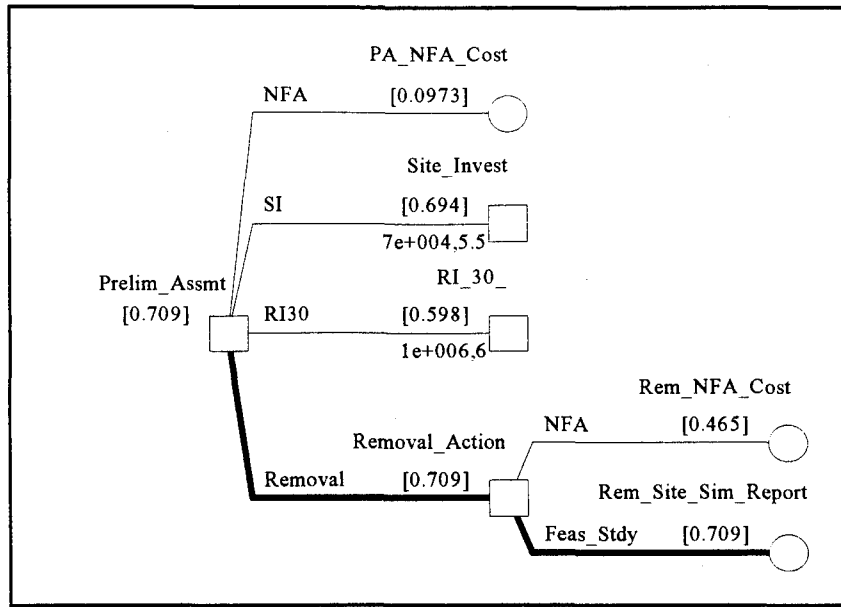 PA_NFA_Cost
NFA [0.0973]
Site_Invest
SI [0.694]
7e+004,5.5
RI_30_
Prelim_Assmt
[0.709] RI30 [0.598]
1e+006,6
Rem_NFA_Cost
NFA [0.465]
Removal_Action
Removal [0.709]
Rem_Site_Sim_Report
Feas_Stdy [0.709]